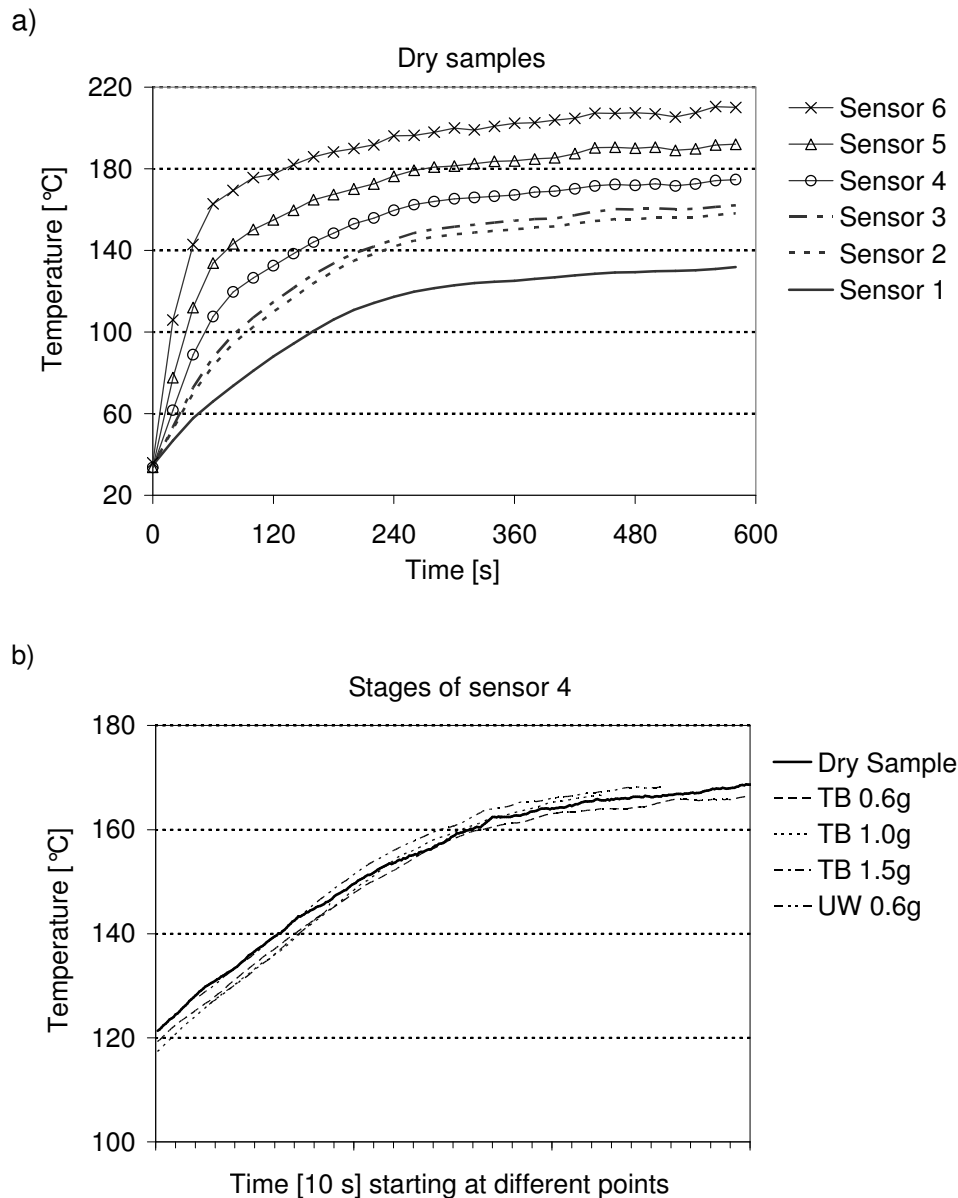 a)
Dry samples
Temperature [°C]
220
180
140
100
60
20
0 120 240 360 480 600
Time [s]
Sensor 6
Sensor 5
Sensor 4
Sensor 3
Sensor 2
Sensor 1
b)
Stages of sensor 4
Temperature [°C]
180
160
140
120
100
Time [10 s] starting at different points
Dry Sample
TB 0.6g
TB 1.0g
TB 1.5g
UW 0.6g